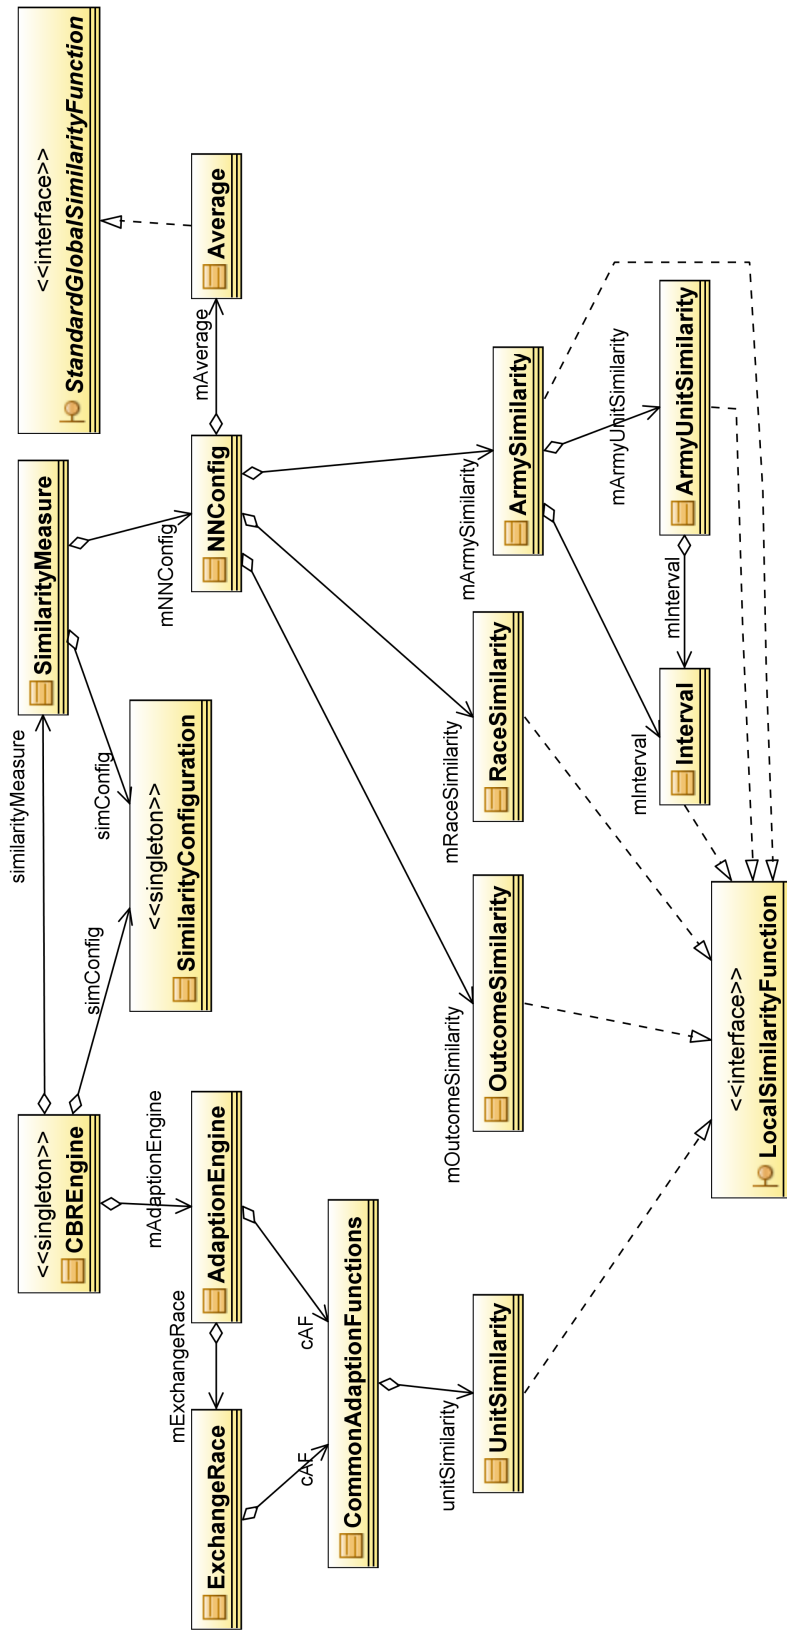 <<singleton>>
CBREngine
similarityMeasure
SimilarityMeasure
<<interface>>
StandardGlobalSimilarityFunction
simConfig
simConfig
<<singleton>>
SimilarityConfiguration
mAdaptionEngine
mNNConfig
ExchangeRace
mExchangeRace
AdaptionEngine
NNConfig
mAverage
Average
cAF
cAF
CommonAdaptionFunctions
unitSimilarity
mOutcomeSimilarity
mRaceSimilarity
mArmySimilarity
UnitSimilarity
OutcomeSimilarity
RaceSimilarity
ArmySimilarity
mInterval
mArmyUnitSimilarity
Interval
mInterval
ArmyUnitSimilarity
<<interface>>
LocalSimilarityFunction